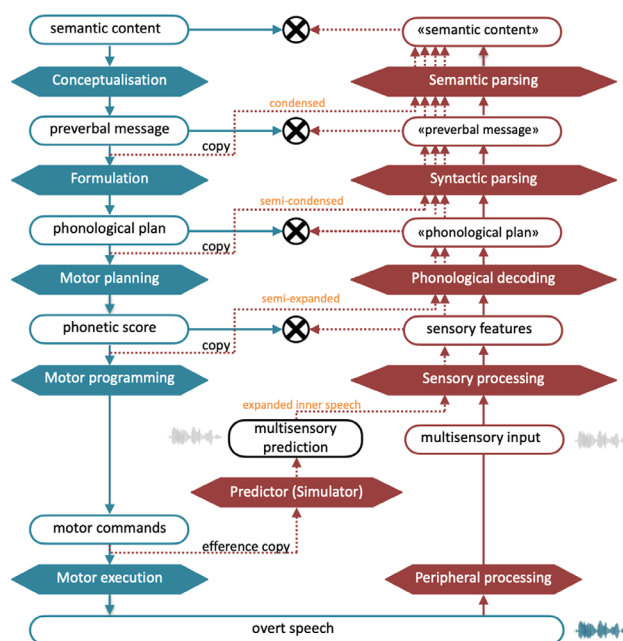 semantic content
«semantic content»
Conceptualisation
Semantic parsing
condensed
preverbal message
«preverbal message»
copy
Formulation
Syntactic parsing
semi-condensed
phonological plan
«phonological plan»
copy
Motor planning
Phonological decoding
semi-expanded
phonetic score
sensory features
copy
Motor programming
Sensory processing
expanded inner speech
multisensory
prediction
multisensory input
Predictor (Simulator)
motor commands
efference copy
Motor execution
Peripheral processing
overt speech